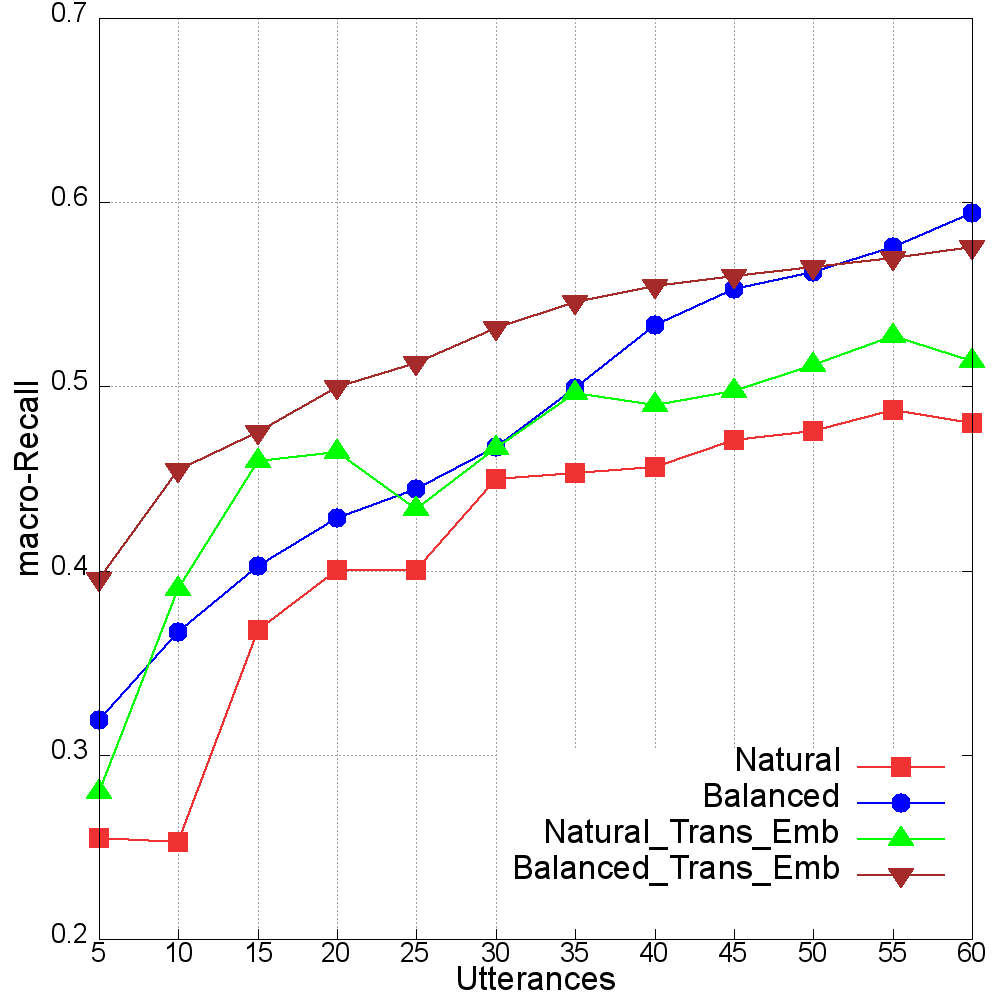 0.7
0.6
0.5
0.4
0.3
0.2
macro-Recall
Natural
Balanced
Natural_Trans_Emb
Balanced_Trans_Emb
5 10 15 20 25 30 35 40 45 50 55 60
Utterances